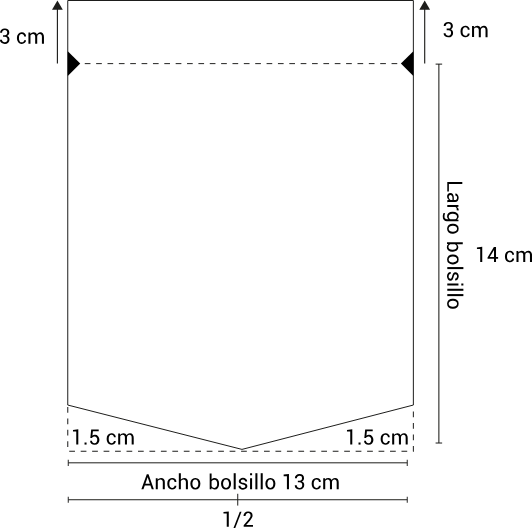 3 cm
3 cm
Largo bolsillo
14 cm
1.5 cm
1.5 cm
Ancho bolsillo 13 cm
1/2